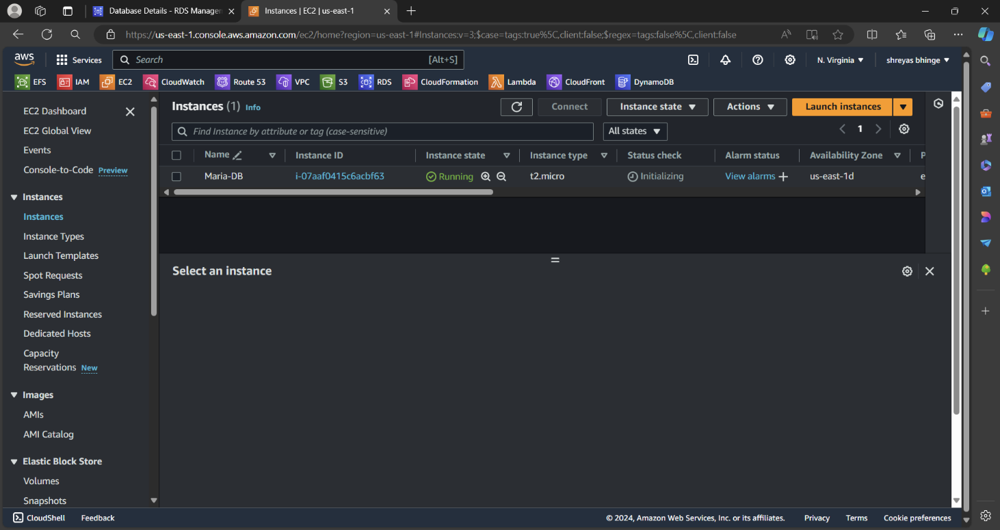 Database Details - RDS Manager
Instances | EC2 | us-east-1
https://us-east-1.console.aws.amazon.com/ec2/home?region=us-east-1#Instances:v=3;$case=tags:true%5C,client:false;$regex=tags:false%5C,client:false
aws
Services
Search
[Alt+S]
N. Virginia
shreyas bhinge
EFS
IAM
EC2
CloudWatch
Route 53
VPC
S3
RDS
CloudFormation
Lambda
CloudFront
DynamoDB
EC2 Dashboard
EC2 Global View
Events
Console-to-Code Preview
Instances
Instances
Instance Types
Launch Templates
Spot Requests
Savings Plans
Reserved Instances
Dedicated Hosts
Capacity
Reservations New
Images
AMIs
AMI Catalog
Elastic Block Store
Volumes
Snapshots
Instances (1) Info
Connect
Instance state
Actions
Launch instances
Find Instance by attribute or tag (case-sensitive)
All states
1
Name
Instance ID
Instance state
Instance type
Status check
Alarm status
Availability Zone
P
Maria-DB
i-07aaf0415c6acbf63
Running
t2.micro
Initializing
View alarms
us-east-1d
e
Select an instance
CloudShell
Feedback
© 2024, Amazon Web Services, Inc. or its affiliates.
Privacy
Terms
Cookie preferences